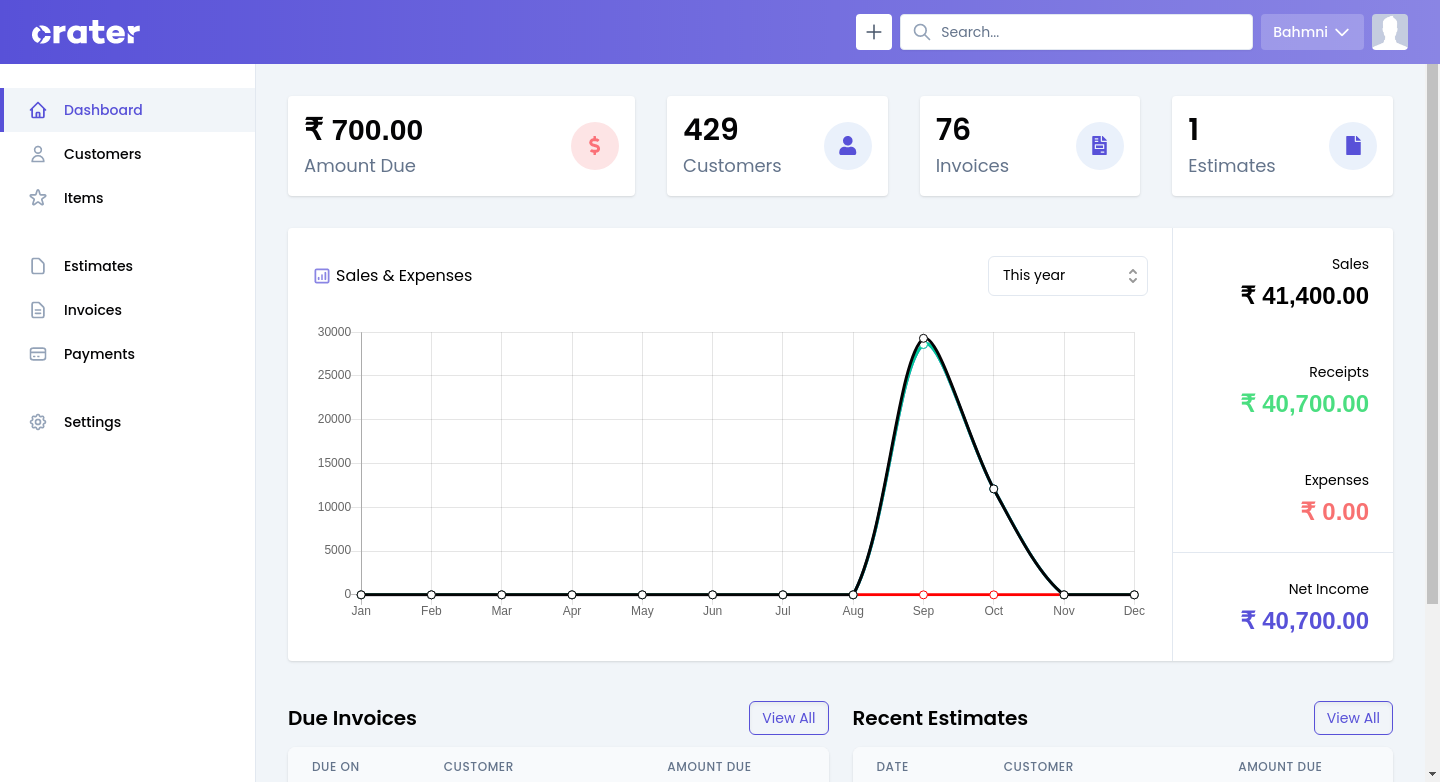 crater
Search...
Bahmni
Dashboard
Customers
Items
Estimates
Invoices
Payments
Settings
₹ 700.00
Amount Due
429
Customers
76
Invoices
1
Estimates
Sales & Expenses
This year
30000
25000
20000
15000
10000
5000
0
Jan Feb Mar Apr May Jun Jul Aug Sep Oct Nov Dec
Sales
₹ 41,400.00
Receipts
₹ 40,700.00
Expenses
₹ 0.00
Net Income
₹ 40,700.00
Due Invoices
View All
DUE ON CUSTOMER AMOUNT DUE
Recent Estimates
View All
DATE CUSTOMER AMOUNT DUE